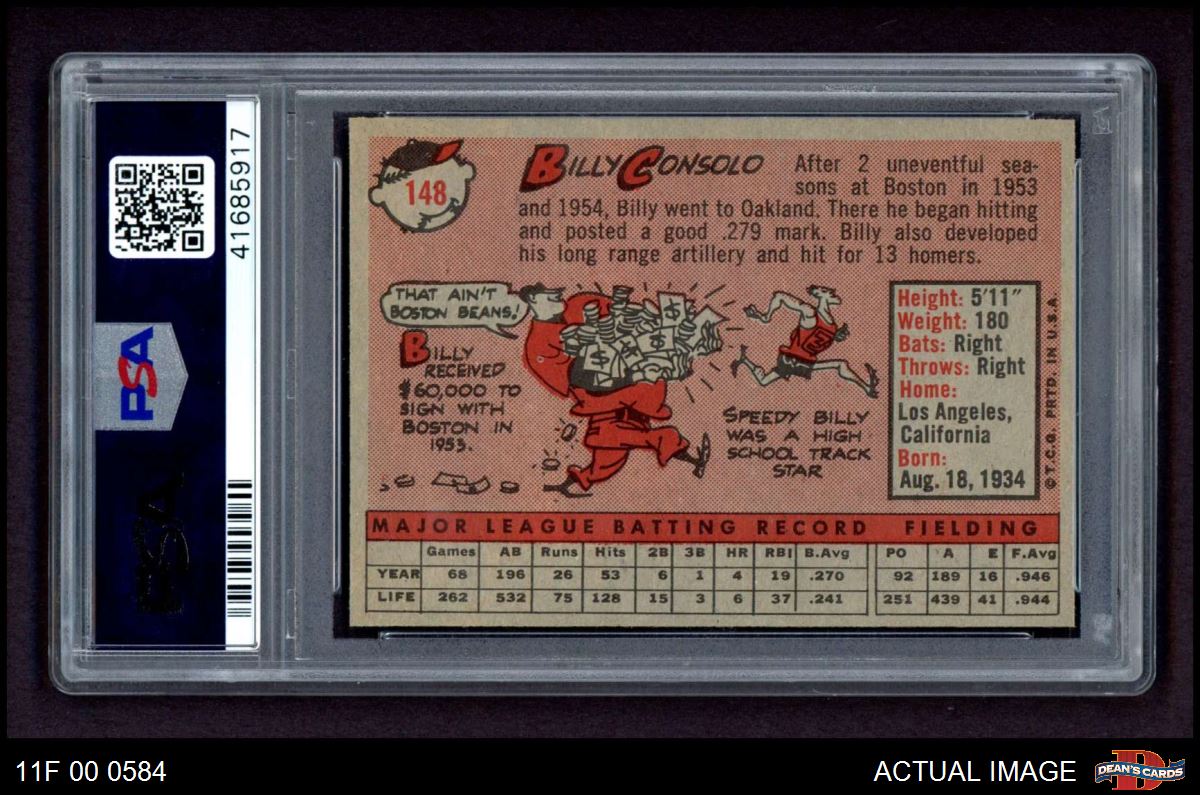 41685917
PSA
PSA
148
BILLY CONSOLO
After 2 uneventful sea-
sons at Boston in 1953
and 1954, Billy went to Oakland. There he began hitting
and posted a good .279 mark. Billy also developed
his long range artillery and hit for 13 homers.
THAT AIN'T
BOSTON BEANS!
BILLY
RECEIVED
$60,000 TO
SIGN WITH
BOSTON IN
1953.
SPEEDY BILLY
WAS A HIGH
SCHOOL TRACK
STAR
Height: 5'11"
Weight: 180
Bats: Right
Throws: Right
Home:
Los Angeles,
California
Born:
Aug. 18, 1934
© T.C.G. PRTD. IN U.S.A.
MAJOR LEAGUE BATTING RECORD FIELDING
Games AB Runs Hits 2B 3B HR RBI B.Avg PO A E F.Avg
YEAR 68 196 26 53 6 1 4 19 .270 92 189 16 .946
LIFE 262 532 75 128 15 3 6 37 .241 251 439 41 .944
11F 00 0584
ACTUAL IMAGE
D
DEAN'S CARDS